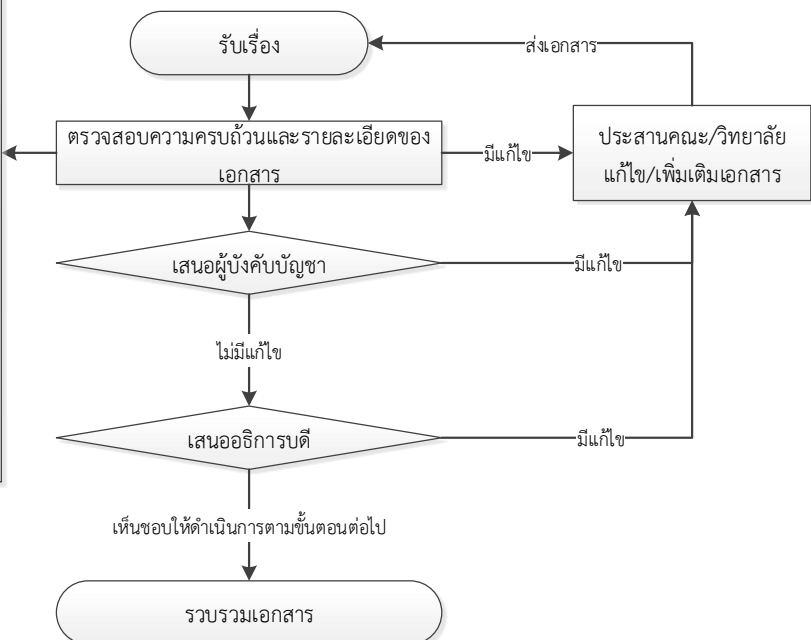 รับเรื่อง
ส่งเอกสาร
ตรวจสอบความครบถ้วนและรายละเอียดของ
เอกสาร
มีแก้ไข
ประสานคณะ/วิทยาลัย
แก้ไข/เพิ่มเติมเอกสาร
เสนอผู้บังคับบัญชา
มีแก้ไข
ไม่มีแก้ไข
เสนออธิการบดี
มีแก้ไข
เห็นชอบให้ดำเนินการตามขั้นตอนต่อไป
รวบรวมเอกสาร